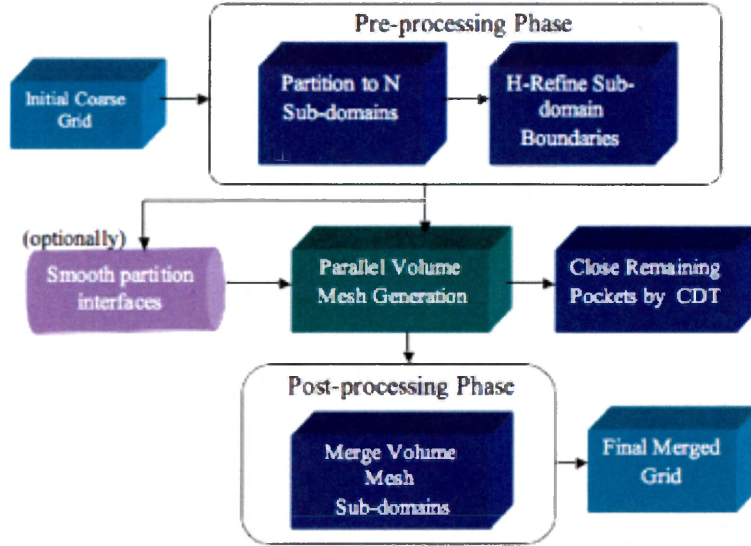 Pre-processing Phase
Initial Coarse
Grid
Partition to N
Sub-domains
H-Refine Sub-
domain
Boundaries
(optionally)
Smooth partition
interfaces
Parallel Volume
Mesh Generation
Close Remaining
Pockets by CDT
Post-processing Phase
Merge Volume
Mesh
Sub-domains
Final Merged
Grid